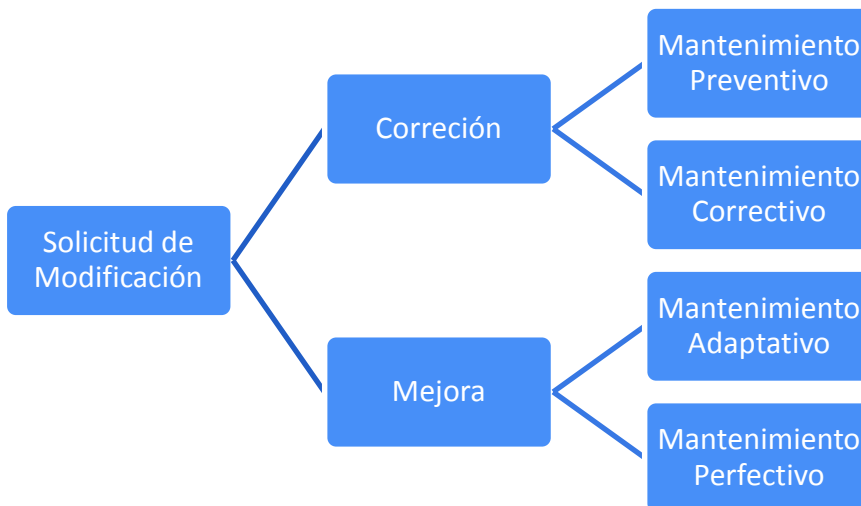 Solicitud de
Modificación
Correción
Mejora
Mantenimiento
Preventivo
Mantenimiento
Correctivo
Mantenimiento
Adaptativo
Mantenimiento
Perfectivo